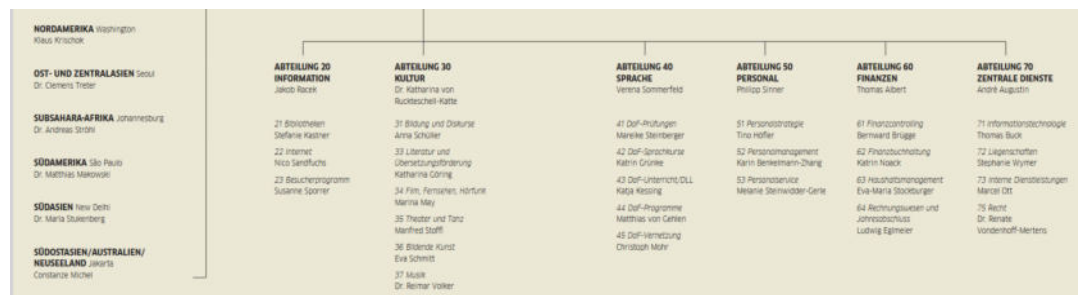 NORDAMERIKA Washington
Klaus Krischok
OST- UND ZENTRALASIEN Seoul
Dr. Clemens Treter
SUBSAHARA-AFRIKA Johannesburg
Dr. Andreas Ströhl
SÜDAMERIKA São Paulo
Dr. Matthias Makowski
SÜDASIEN New Delhi
Dr. Marla Stukenberg
SÜDOSTASIEN/AUSTRALIEN/
NEUSEELAND Jakarta
Constanze Michel
ABTEILUNG 20
INFORMATION
Jakob Racek
21 Bibliotheken
Stefanie Kastner
22 Internet
Nico Sandfuchs
23 Besucherprogramm
Susanne Sporrer
ABTEILUNG 30
KULTUR
Dr. Katharina von
Ruckteschell-Katte
31 Bildung und Diskurse
Anna Schüller
33 Literatur und
Übersetzungsförderung
Katharina Göring
34 Film, Fernsehen, Hörfunk
Marina May
35 Theater und Tanz
Manfred Stoffl
36 Bildende Kunst
Eva Schmitt
37 Musik
Dr. Reimar Volker
ABTEILUNG 40
SPRACHE
Verena Sommerfeld
41 DaF-Prüfungen
Mareike Steinberger
42 DaF-Sprachkurse
Katrin Grünke
43 DaF-Unterricht/DLL
Katja Kessing
44 DaF-Programme
Matthias von Gehlen
45 DaF-Vernetzung
Christoph Mohr
ABTEILUNG 50
PERSONAL
Philipp Sinner
51 Personalstrategie
Tino Höfler
52 Personalmanagement
Karin Benkelmann-Zhang
53 Personalservice
Melanie Steinwidder-Gerle
ABTEILUNG 60
FINANZEN
Thomas Albert
61 Finanzcontrolling
Bernward Brügge
62 Finanzbuchhaltung
Katrin Noack
63 Haushaltsmanagement
Eva-Maria Stockburger
64 Rechnungswesen und
Jahresabschluss
Ludwig Eglmeier
ABTEILUNG 70
ZENTRALE DIENSTE
André Augustin
71 Informationstechnologie
Thomas Buck
72 Liegenschaften
Stephanie Wymer
73 Interne Dienstleistungen
Marcel Ott
75 Recht
Dr. Renate
Vondenhoff-Mertens